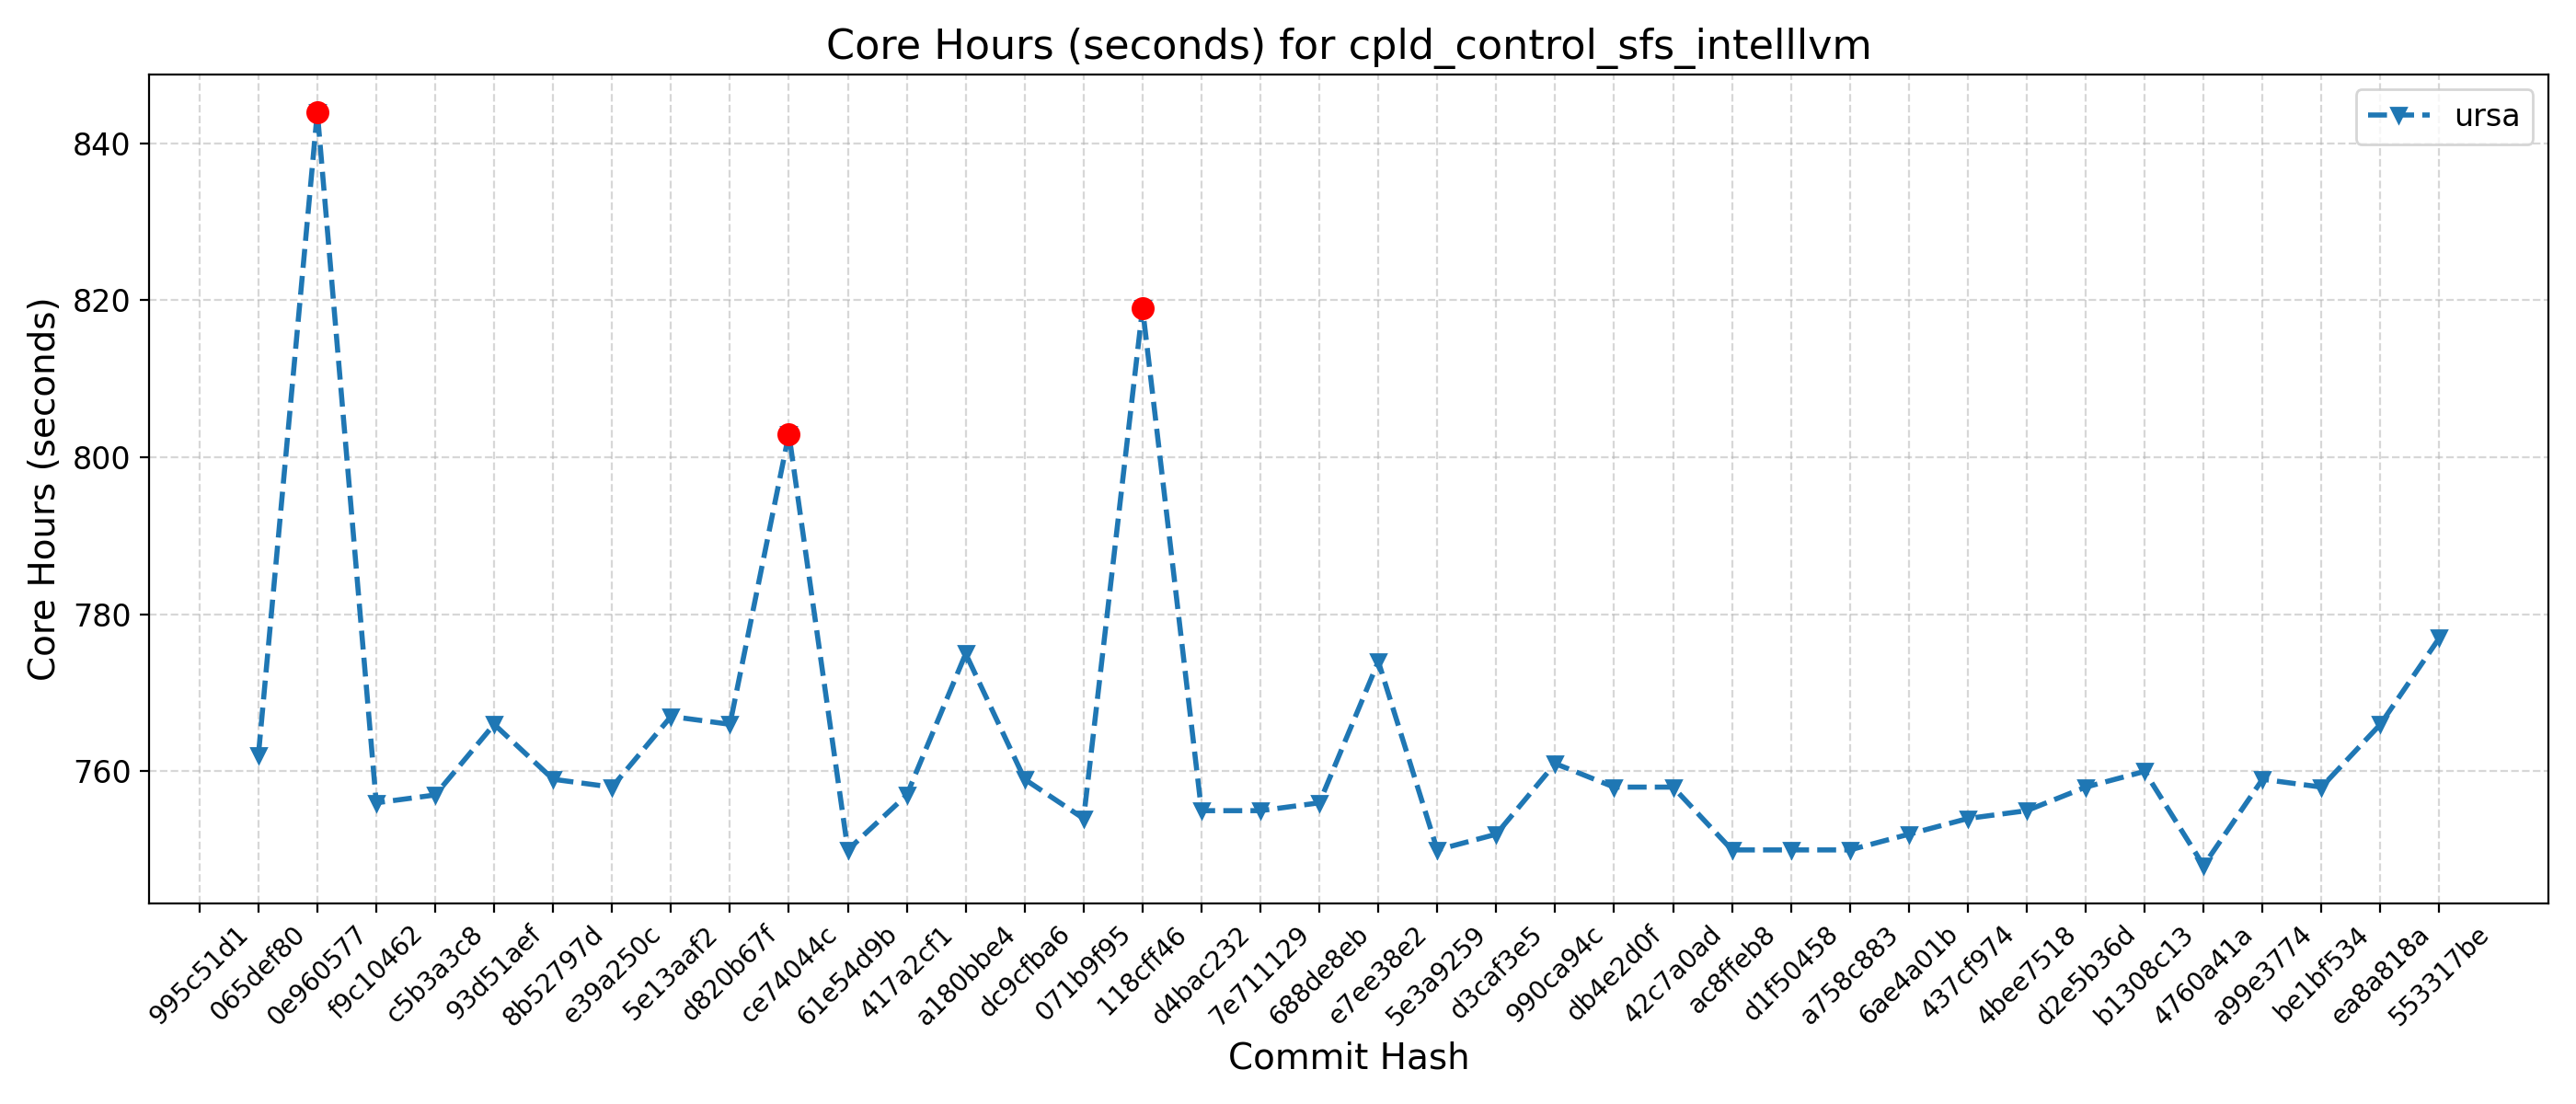 Core Hours (seconds) for cpld_control_sfs_intelllvm
ursa
Core Hours (seconds)
840
820
800
780
760
995c51d1
065def80
0e960577
f9c10462
c5b3a3c8
93d51aef
8b52797d
e39a250c
5e13aaf2
d820b67f
ce74044c
61e54d9b
417a2cf1
a180bbe4
dc9cfba6
071b9f95
118cff46
d4bac232
7e711129
688de8eb
e7ee38e2
5e3a9259
d3caf3e5
990ca94c
db4e2d0f
42c7a0ad
ac8ffeb8
d1f50458
a758c883
6ae4a01b
437cf974
4bee7518
d2e5b36d
b1308c13
4760a41a
a99e3774
be1bf534
ea8a818a
553317be
Commit Hash